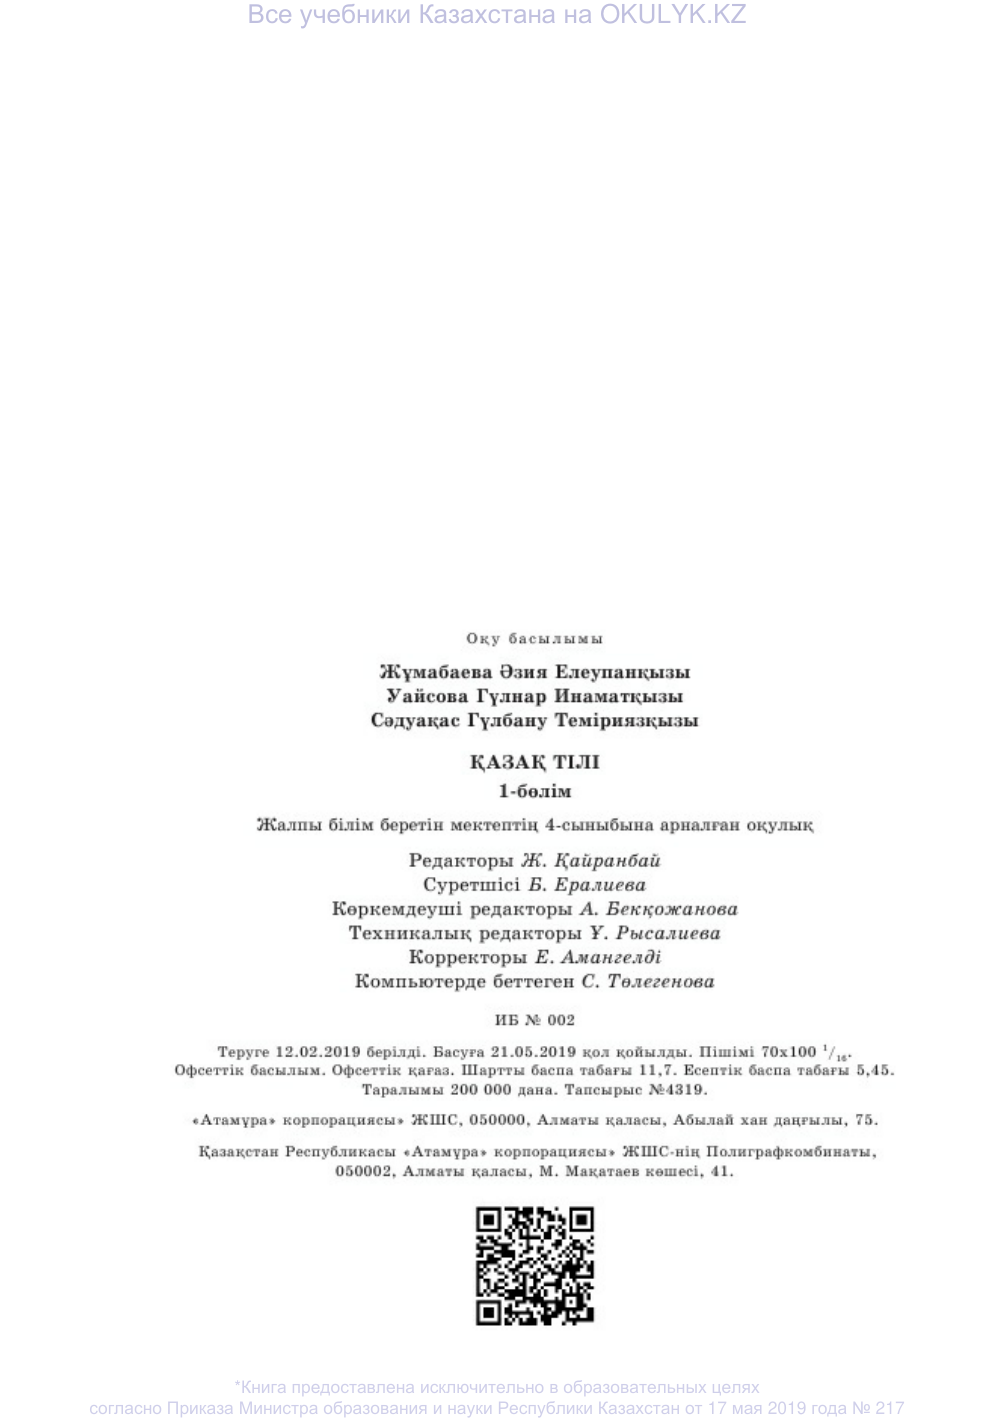 Все учебники Казахстана на OKULYK.KZ
Оқу басылымы
Жұмабаева Әзия Елеупанқызы
Уайсова Гүлнар Инаматқызы
Сәдуақас Гүлбану Теміриязқызы
ҚАЗАҚ ТІЛІ
1-бөлім
Жалпы білім беретін мектептің 4-сыныбына арналған оқулық
Редакторы Ж. Қайранбай
Суретшісі Б. Ералиева
Көркемдеуші редакторы А. Бекқожанова
Техникалық редакторы Ұ. Рысалиева
Корректоры Е. Амангелді
Компьютерде беттеген С. Төлегенова
ИБ № 002
Теруге 12.02.2019 берілді. Басуға 21.05.2019 қол қойылды. Пішімі 70x100 1/16.
Офсеттік басылым. Офсеттік қағаз. Шартты баспа табағы 11,7. Есептік баспа табағы 5,45.
Таралымы 200 000 дана. Тапсырыс №4319.
«Атамұра» корпорациясы» ЖШС, 050000, Алматы қаласы, Абылай хан даңғылы, 75.
Қазақстан Республикасы «Атамұра» корпорациясы» ЖШС-нің Полиграфкомбинаты,
050002, Алматы қаласы, М. Мақатаев көшесі, 41.
*Книга предоставлена исключительно в образовательных целях
согласно Приказа Министра образования и науки Республики Казахстан от 17 мая 2019 года № 217